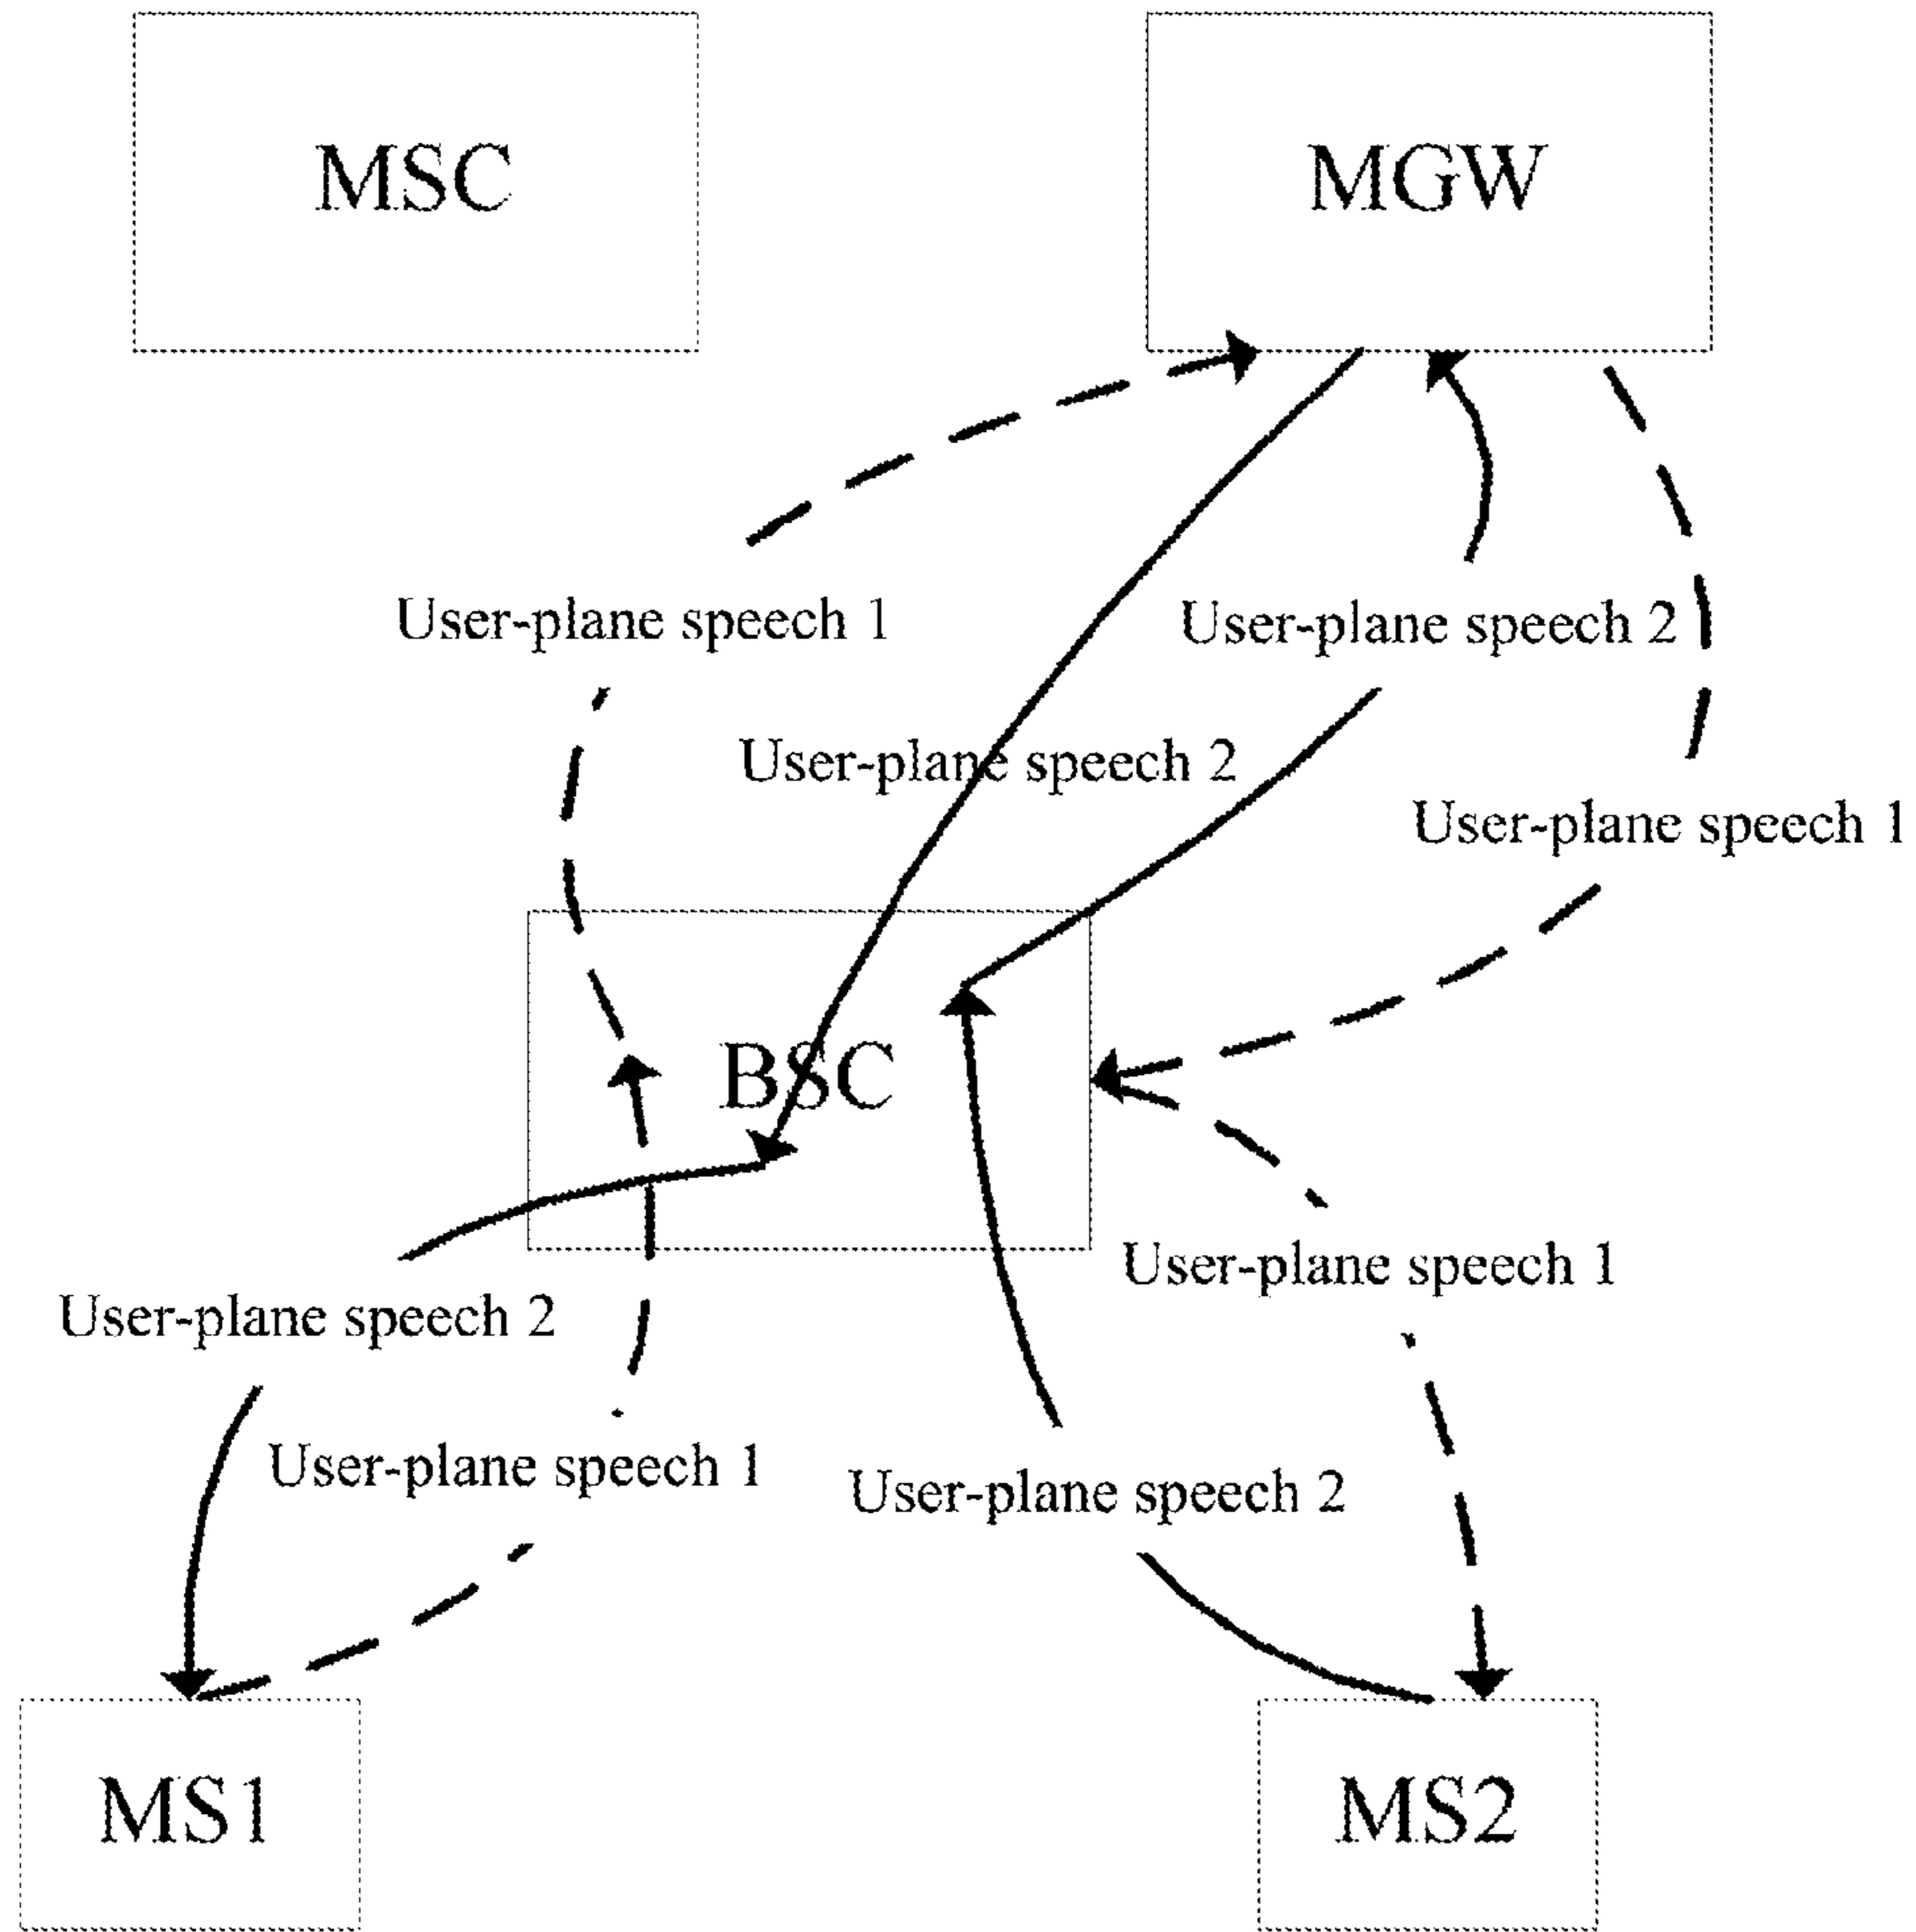 MSC
MGW
User-plane speech 1
User-plane speech 2
User-plane speech 2
User-plane speech 1
BSC
User-plane speech 1
User-plane speech 2
User-plane speech 1
User-plane speech 2
MS1
MS2